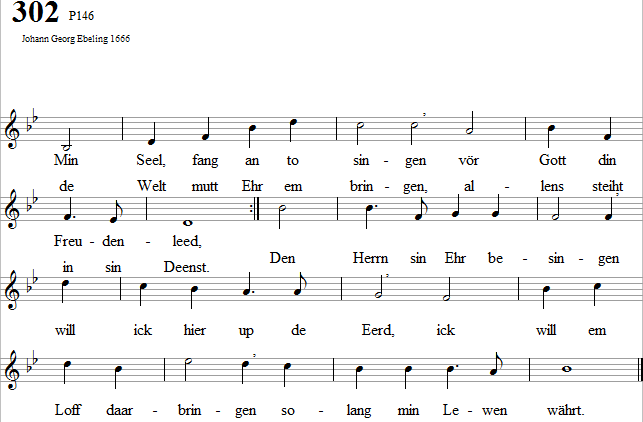 302 P146
Johann Georg Ebeling 1666
Min Seel, fang an to sin - gen vör Gott din
de Welt mutt Ehr em brin - gen, al - lens steiht
Freu - den - leed,
in sin Deenst. Den Herrn sin Ehr be - sin - gen
will ick hier up de Eerd, ick will em
Loff daar - brin - gen so - lang min Le - wen währt.